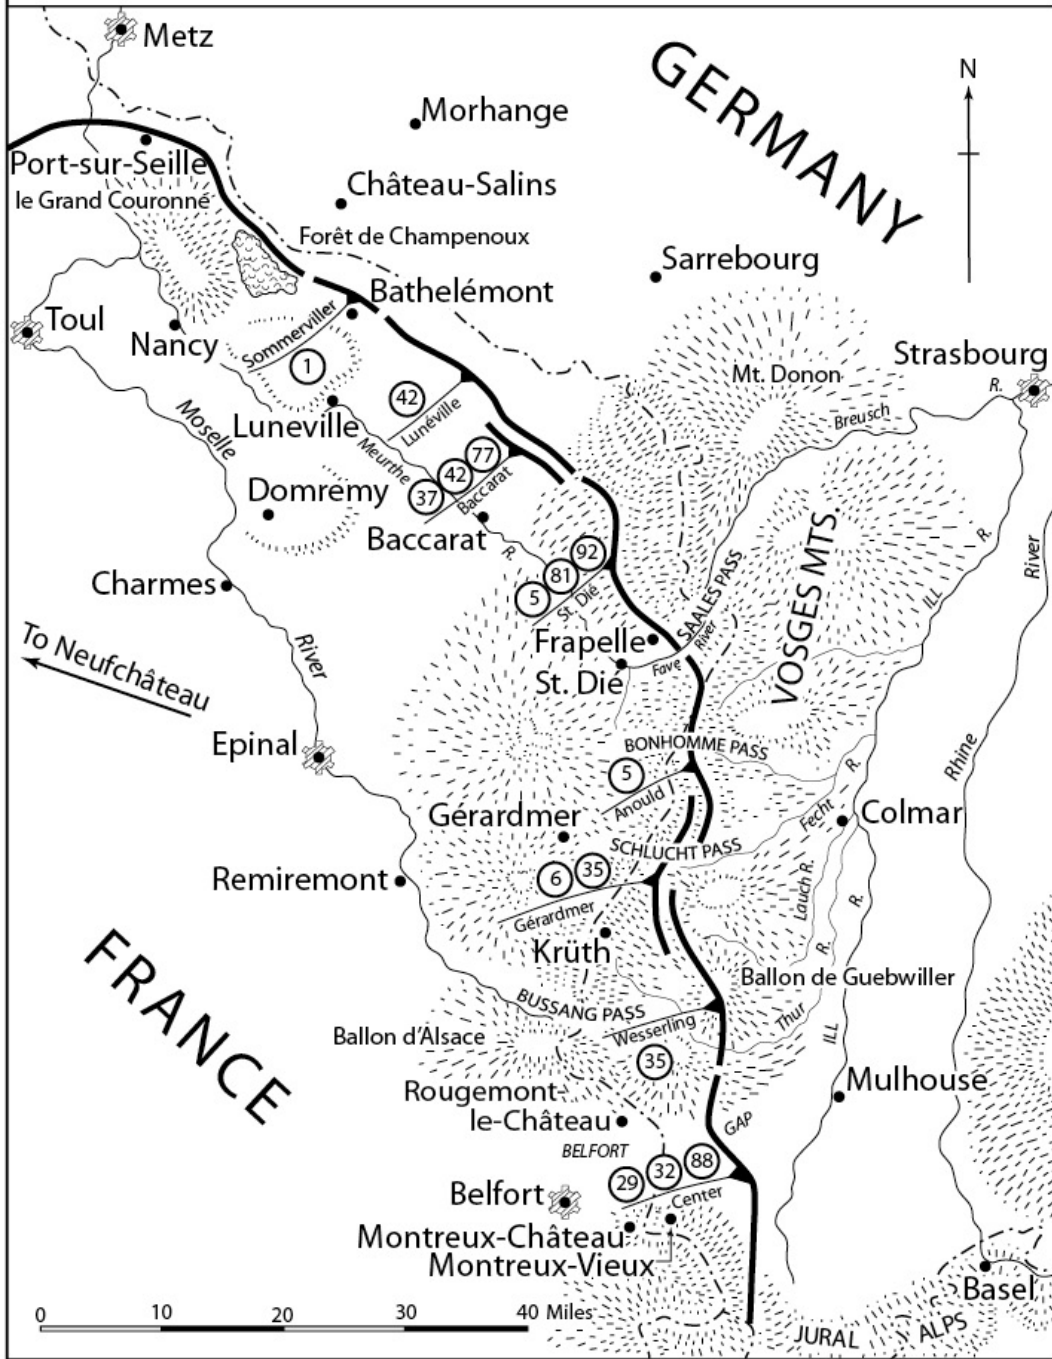 Metz
GERMANY
N
Morhange
Port-sur-Seille
Château-Salins
le Grand Couronné
Forêt de Champenoux
Sarrebourg
Bathelémont
Toul
Nancy
Sommerviller
1
Mt. Donon
Strasbourg
R.
Breusch
42
Lunéville
Luneville
Moselle
Meurthe
77
42
37
Baccarat
Domremy
Baccarat
R.
92
81
5
St. Dié
VOSGES MTS.
R.
ILL
River
Charmes
SAALES PASS
Frapelle
River
Fave
St. Dié
To Neufchâteau
River
Epinal
BONHOMME PASS
5
Anould
R.
Rhine
Gérardmer
Fecht
Colmar
SCHLUCHT PASS
6
35
Remiremont
Lauch R.
R.
Gérardmer
Krüth
R.
FRANCE
Ballon de Guebwiller
BUSSANG PASS
Wesserling
Thur
ILL
Ballon d'Alsace
35
Rougemont-
le-Château
Mulhouse
GAP
BELFORT
29
32
88
Center
Belfort
Montreux-Château
Montreux-Vieux
Basel
0 10 20 30 40 Miles
JURAL
ALPS